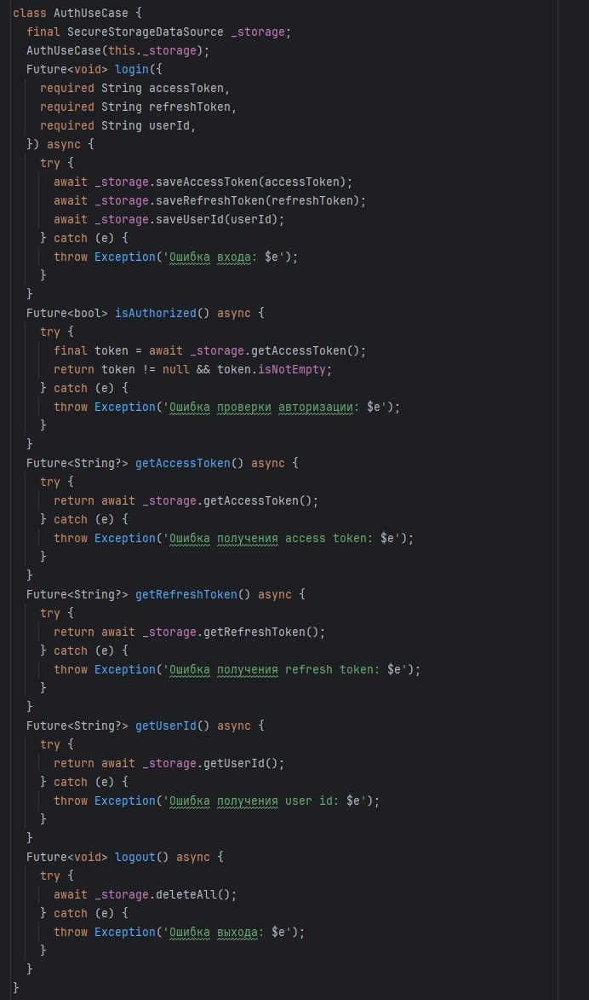 class AuthUseCase {
final SecureStorageDataSource _storage;
AuthUseCase(this._storage);
Future<void> login({
required String accessToken,
required String refreshToken,
required String userId,
}) async {
try {
await _storage.saveAccessToken(accessToken);
await _storage.saveRefreshToken(refreshToken);
await _storage.saveUserId(userId);
} catch (e) {
throw Exception('Ошибка входа: $e');
}
}
Future<bool> isAuthorized() async {
try {
final token = await _storage.getAccessToken();
return token != null && token.isNotEmpty;
} catch (e) {
throw Exception('Ошибка проверки авторизации: $e');
}
}
Future<String?> getAccessToken() async {
try {
return await _storage.getAccessToken();
} catch (e) {
throw Exception('Ошибка получения access token: $e');
}
}
Future<String?> getRefreshToken() async {
try {
return await _storage.getRefreshToken();
} catch (e) {
throw Exception('Ошибка получения refresh token: $e');
}
}
Future<String?> getUserId() async {
try {
return await _storage.getUserId();
} catch (e) {
throw Exception('Ошибка получения user id: $e');
}
}
Future<void> logout() async {
try {
await _storage.deleteAll();
} catch (e) {
throw Exception('Ошибка выхода: $e');
}
}
}